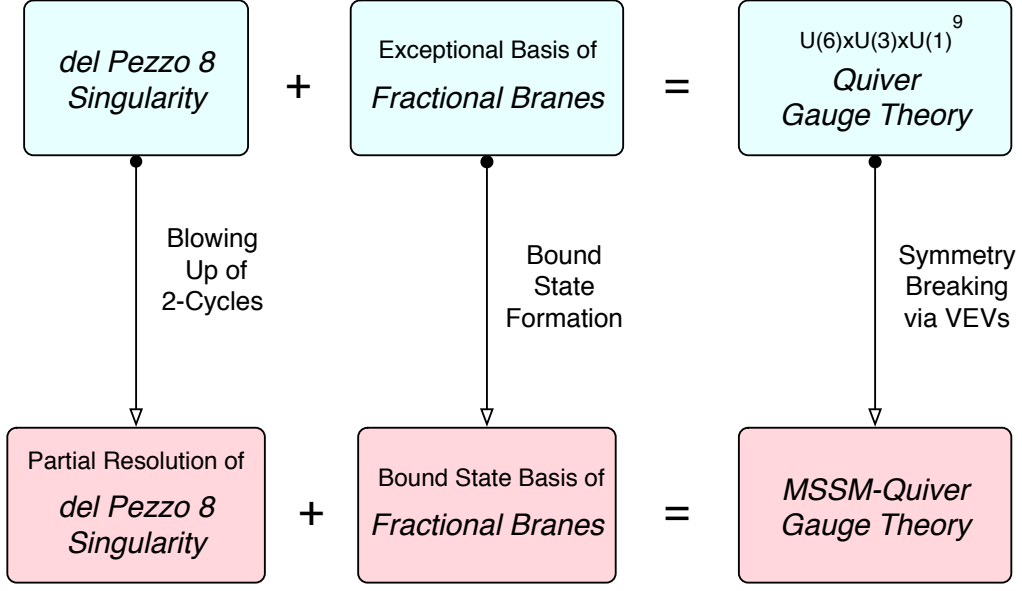 del Pezzo 8
Singularity
+
Exceptional Basis of
Fractional Branes
=
U(6)xU(3)xU(1)^9
Quiver
Gauge Theory
Blowing
Up of
2-Cycles
Bound
State
Formation
Symmetry
Breaking
via VEVs
Partial Resolution of
del Pezzo 8
Singularity
+
Bound State Basis of
Fractional Branes
=
MSSM-Quiver
Gauge Theory